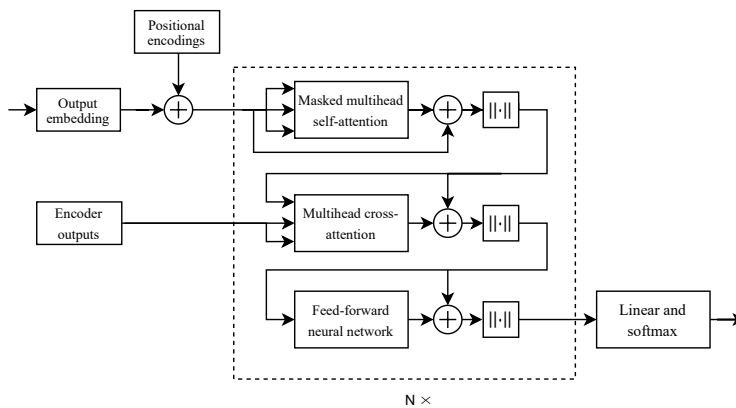 Positional
encodings
Output
embedding
+
Masked multihead
self-attention
+
||·||
Encoder
outputs
Multihead cross-
attention
+
||·||
Feed-forward
neural network
+
||·||
Linear and
softmax
N ×